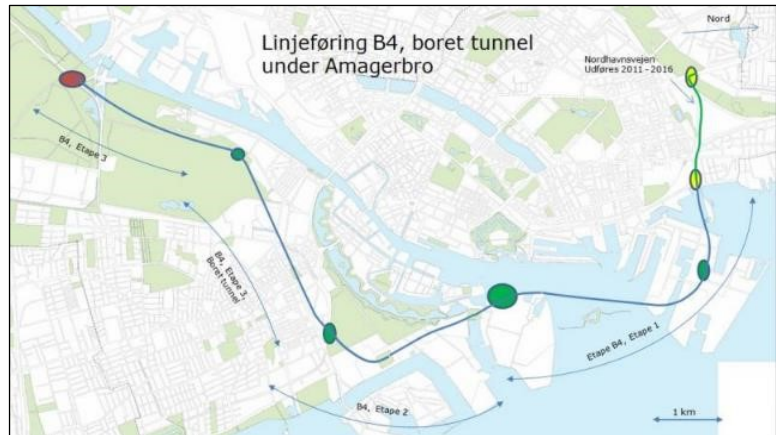 Linjeføring B4, boret tunnel
under Amagerbro
Nord
Nordhavnsvejen
Udføres 2011-2016
B4, Etape 3
B4, Etape 3,
Boret tunnel
Etape B4, Etape 1
B4, Etape 2
1 km